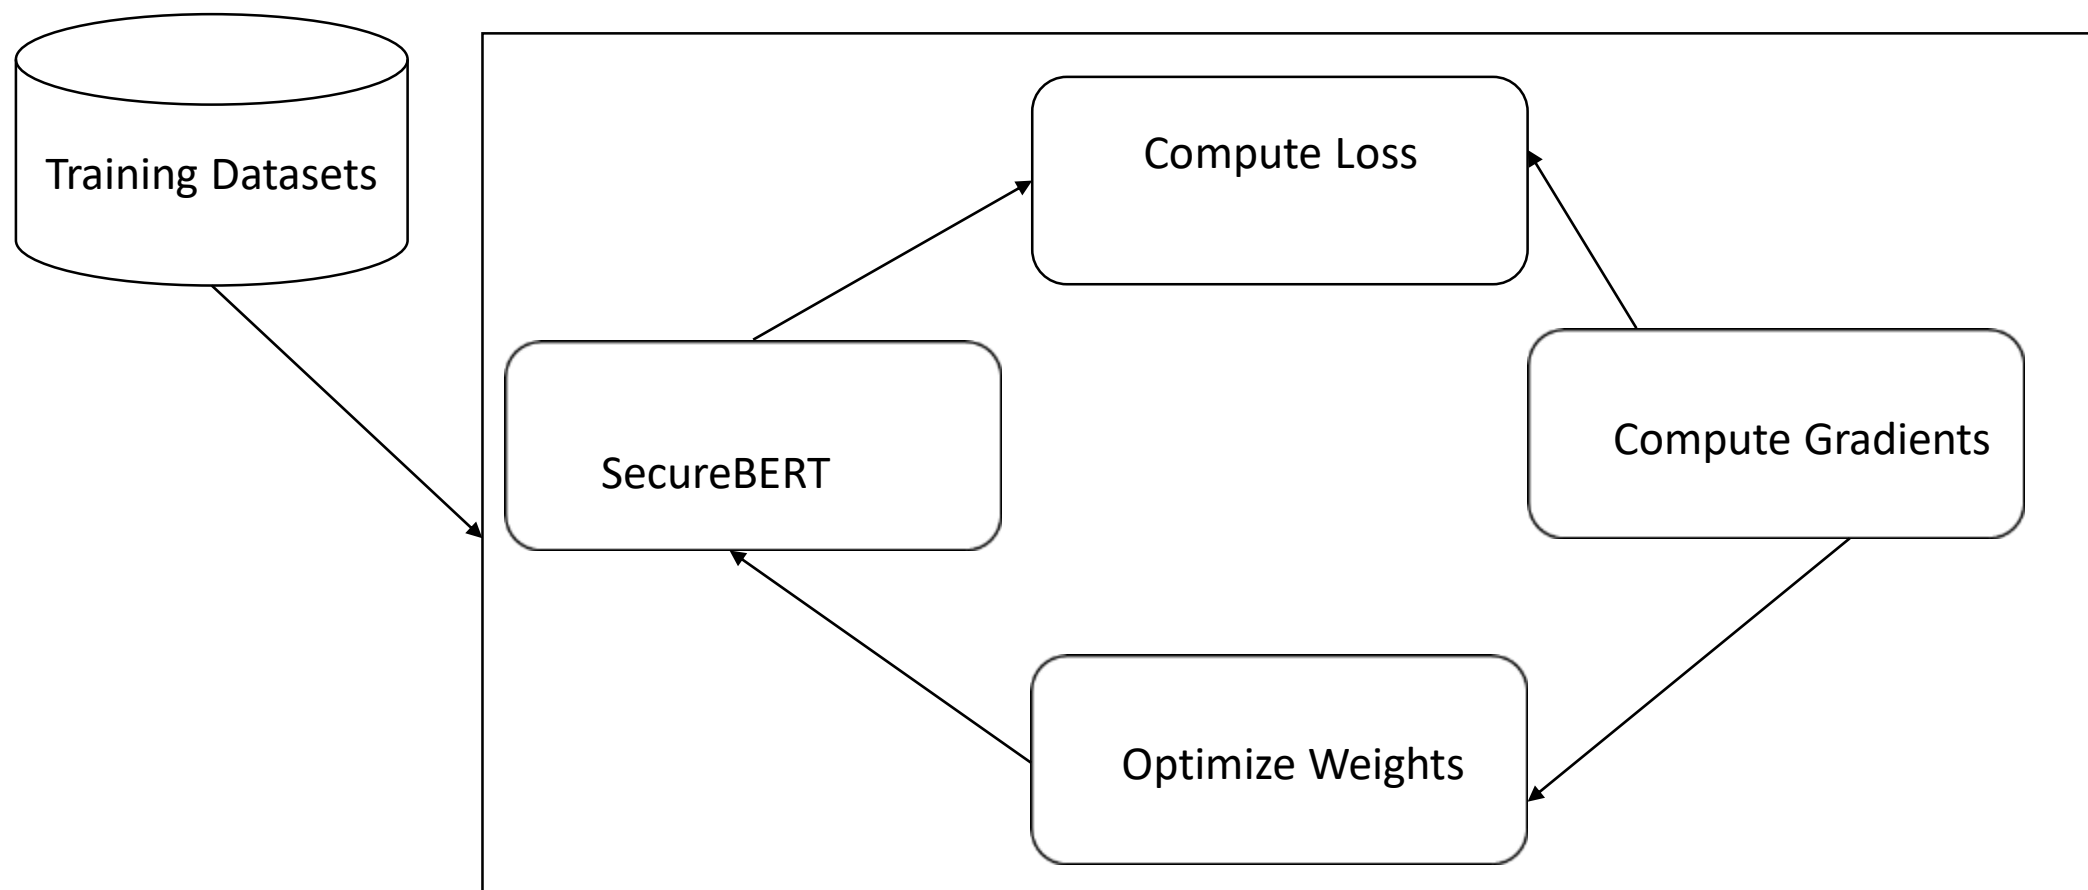 Training Datasets
Compute Loss
SecureBERT
Compute Gradients
Optimize Weights